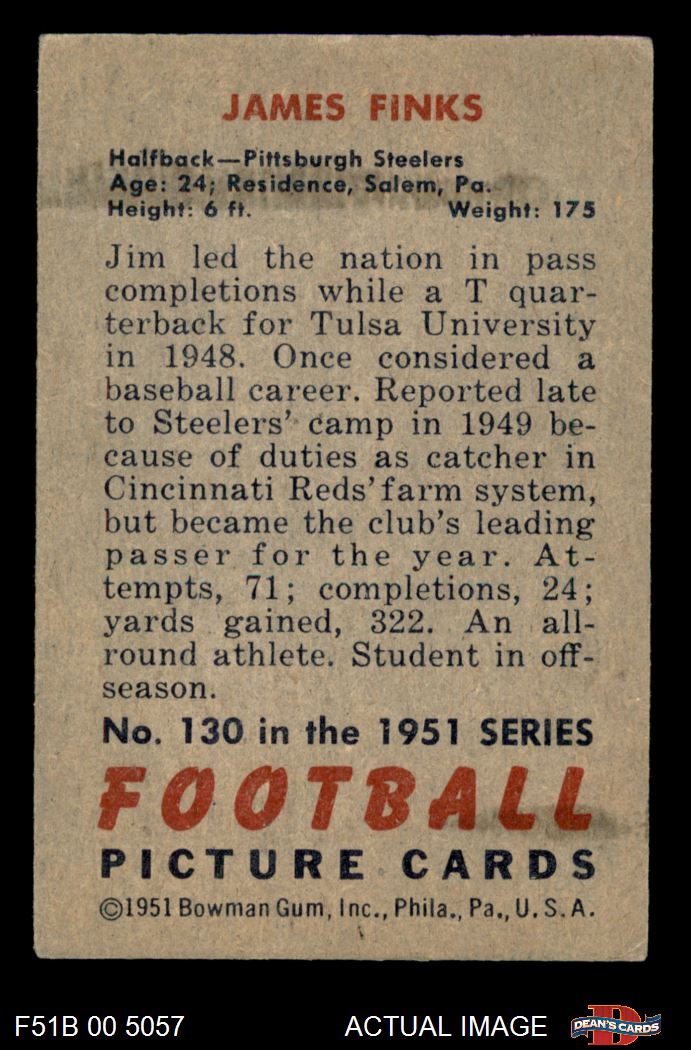 JAMES FINKS
Halfback—Pittsburgh Steelers
Age: 24; Residence, Salem, Pa.
Height: 6 ft. Weight: 175
Jim led the nation in pass
completions while a T quar-
terback for Tulsa University
in 1948. Once considered a
baseball career. Reported late
to Steelers' camp in 1949 be-
cause of duties as catcher in
Cincinnati Reds' farm system,
but became the club's leading
passer for the year. At-
tempts, 71; completions, 24;
yards gained, 322. An all-
round athlete. Student in off-
season.
No. 130 in the 1951 SERIES
FOOTBALL
PICTURE CARDS
©1951 Bowman Gum, Inc., Phila., Pa., U.S.A.
F51B 00 5057 ACTUAL IMAGE D DEAN'S CARDS